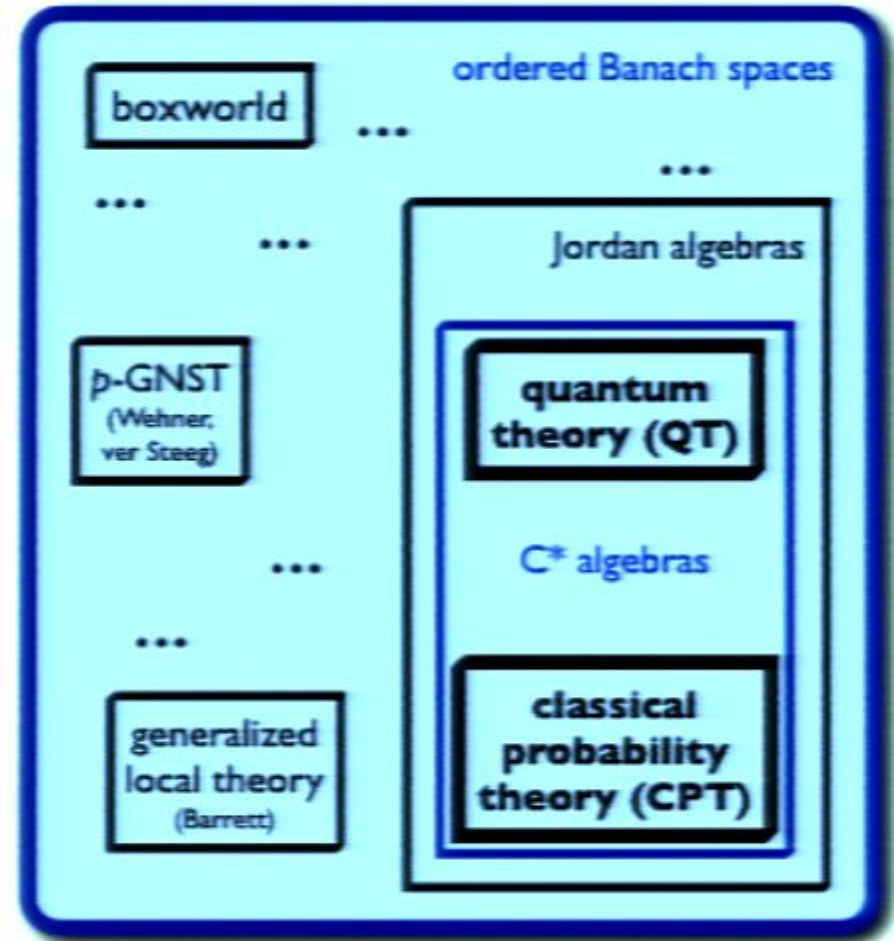 ordered Banach spaces
boxworld
...
...
...
...
Jordan algebras
p-GNST
(Wehner,
ver Steeg)
quantum
theory (QT)
C* algebras
...
...
generalized
local theory
(Barrett)
classical
probability
theory (CPT)